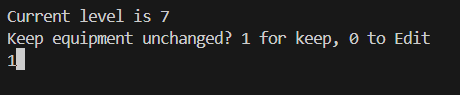 Current level is 7
Keep equipment unchanged? 1 for keep, 0 to Edit
1